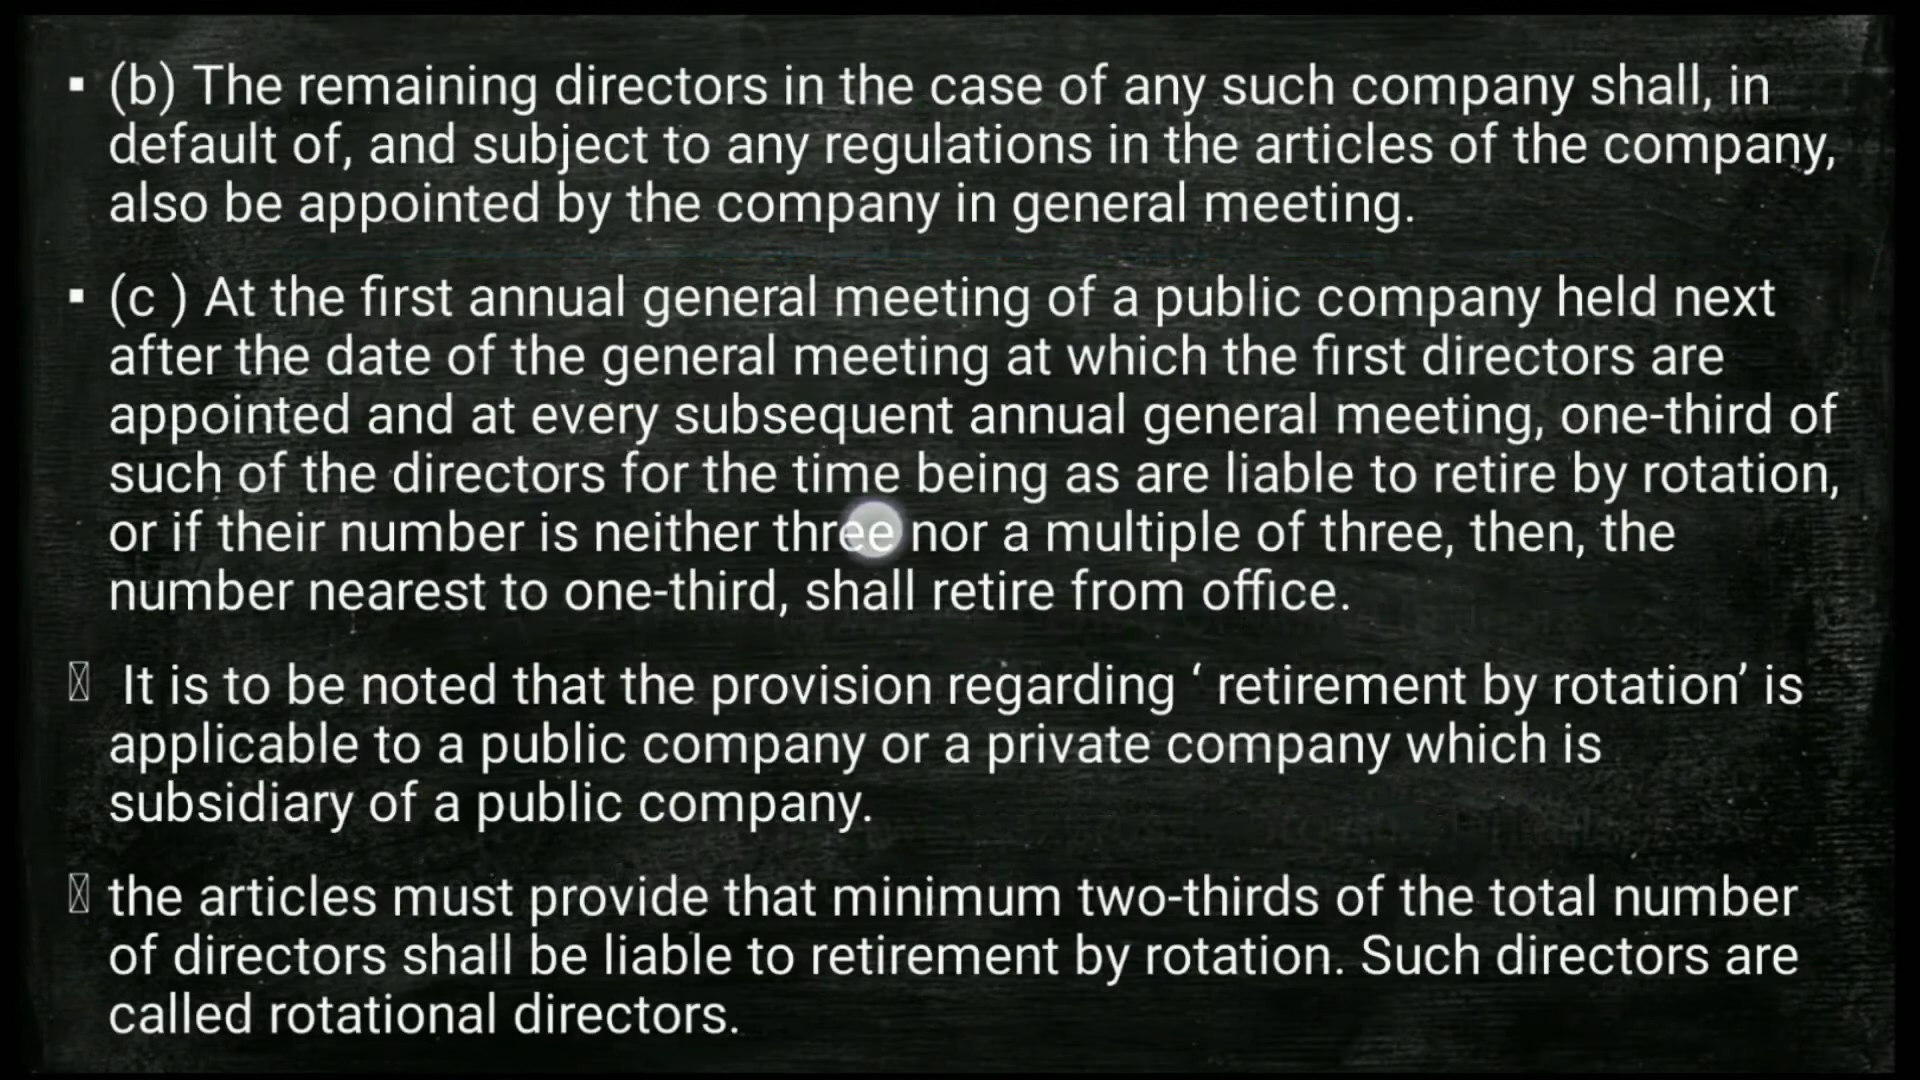 ▪ (b) The remaining directors in the case of any such company shall, in
default of, and subject to any regulations in the articles of the company,
also be appointed by the company in general meeting.
▪ (c ) At the first annual general meeting of a public company held next
after the date of the general meeting at which the first directors are
appointed and at every subsequent annual general meeting, one-third of
such of the directors for the time being as are liable to retire by rotation,
or if their number is neither three nor a multiple of three, then, the
number nearest to one-third, shall retire from office.
It is to be noted that the provision regarding ‘ retirement by rotation’ is
applicable to a public company or a private company which is
subsidiary of a public company.
the articles must provide that minimum two-thirds of the total number
of directors shall be liable to retirement by rotation. Such directors are
called rotational directors.